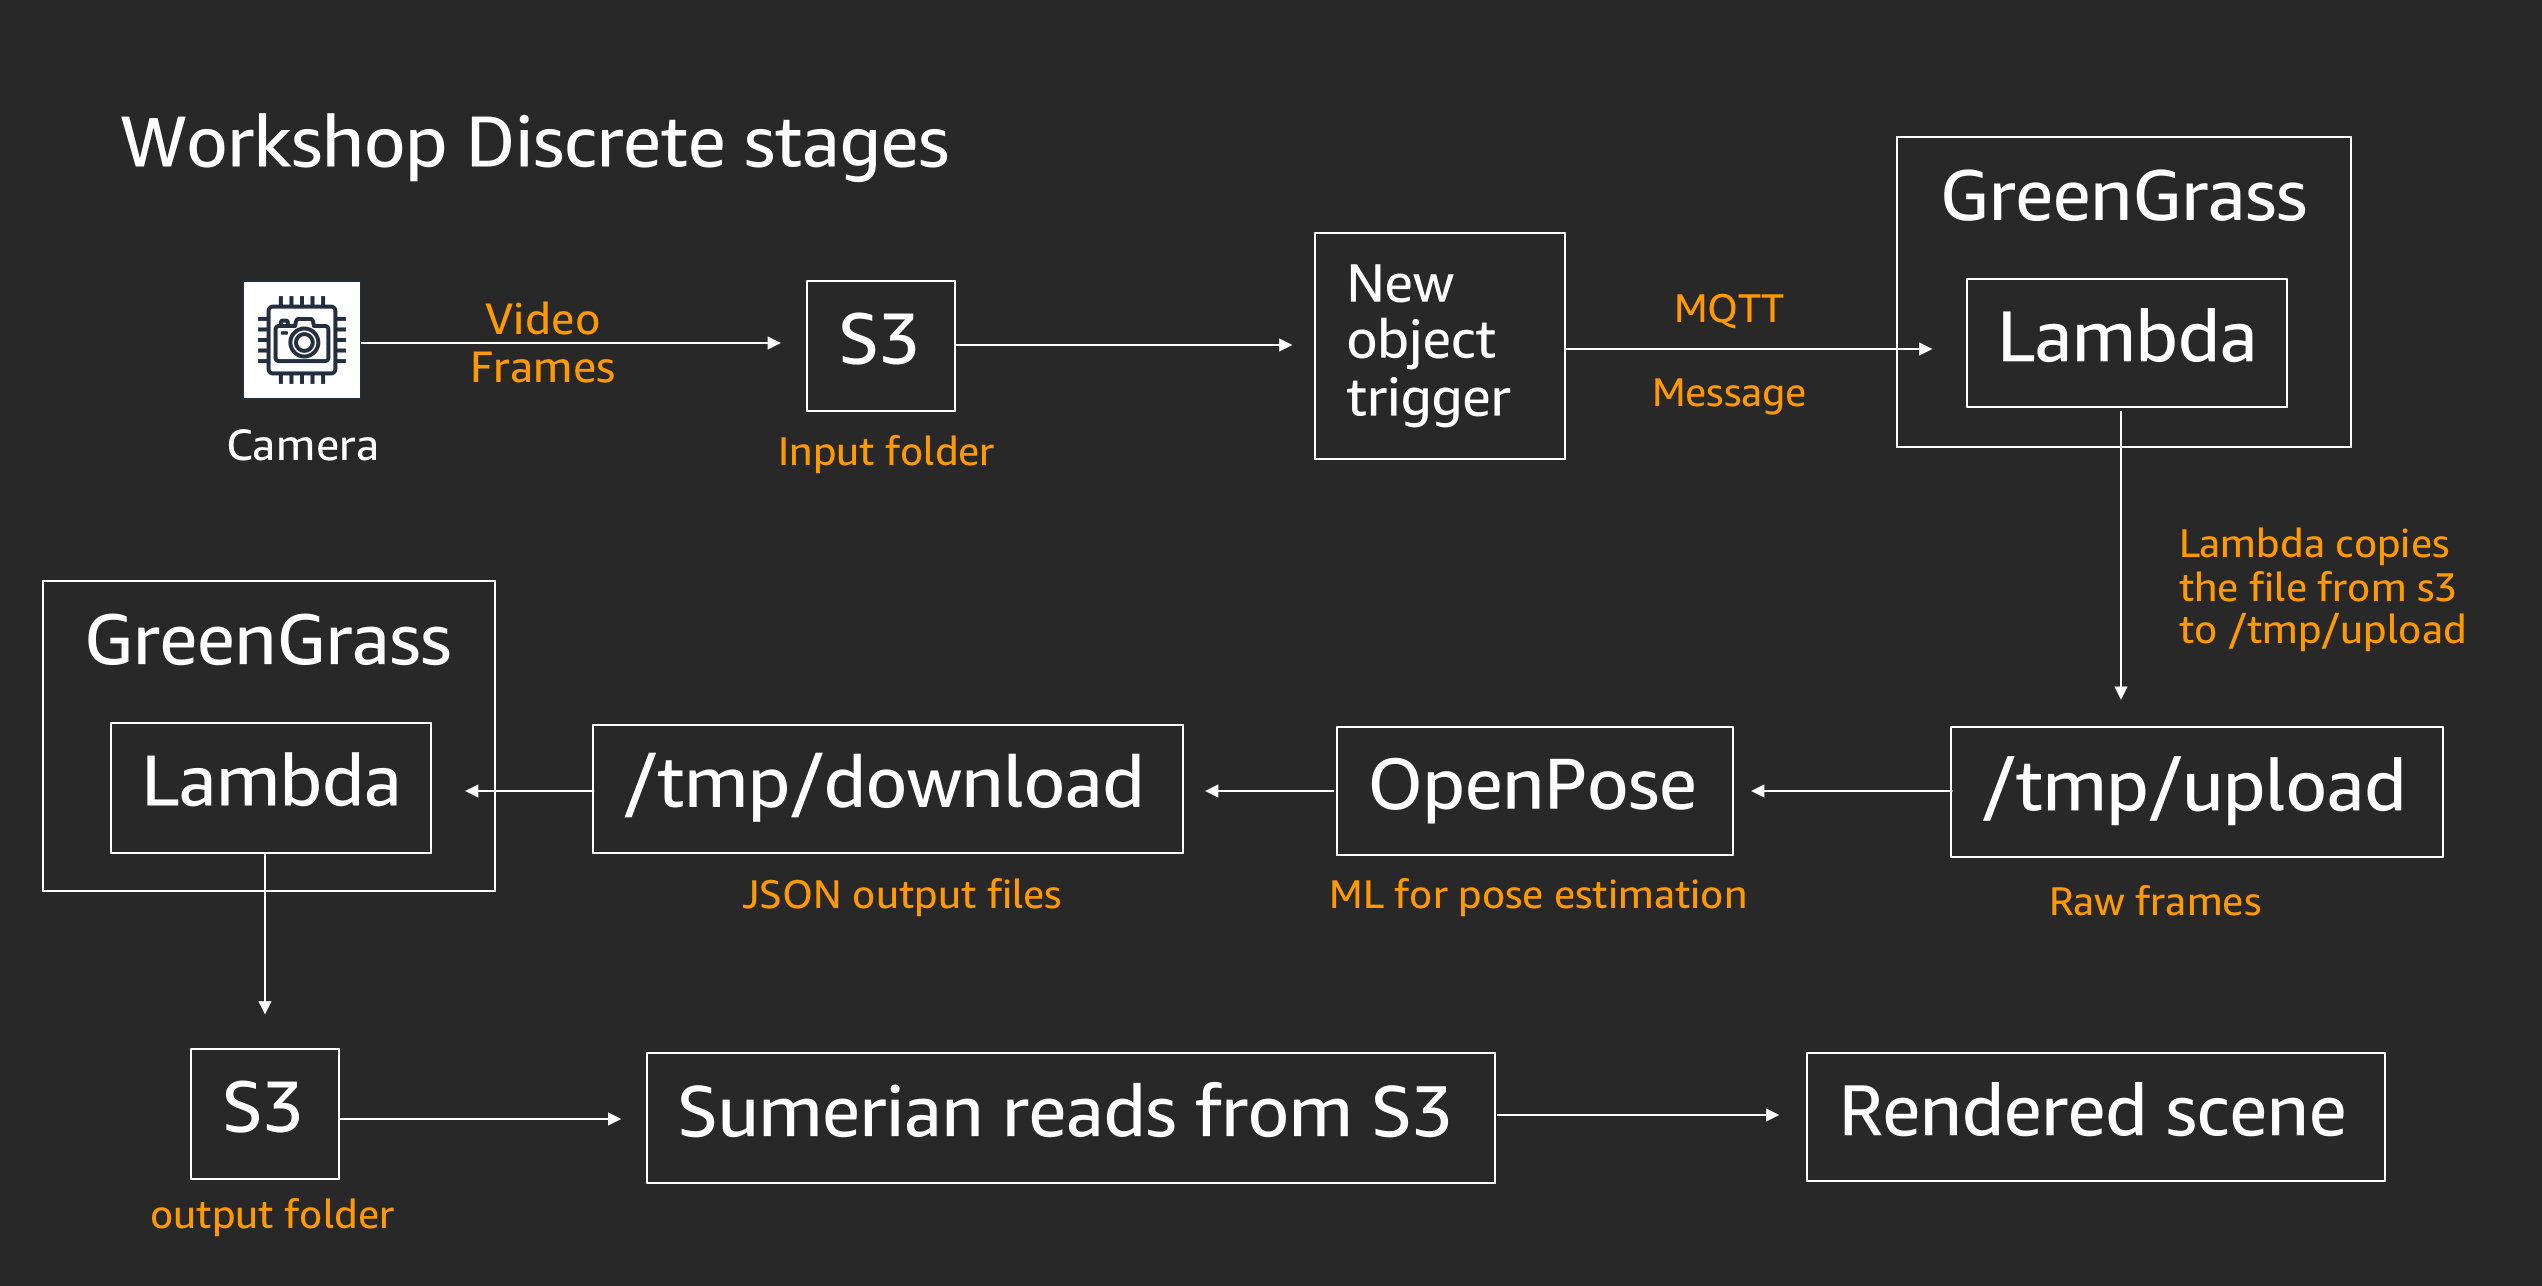 Workshop Discrete stages
Camera
Video
Frames
S3
Input folder
New
object
trigger
MQTT
Message
GreenGrass
Lambda
Lambda copies
the file from s3
to /tmp/upload
/tmp/upload
Raw frames
OpenPose
ML for pose estimation
/tmp/download
JSON output files
GreenGrass
Lambda
S3
output folder
Sumerian reads from S3
Rendered scene